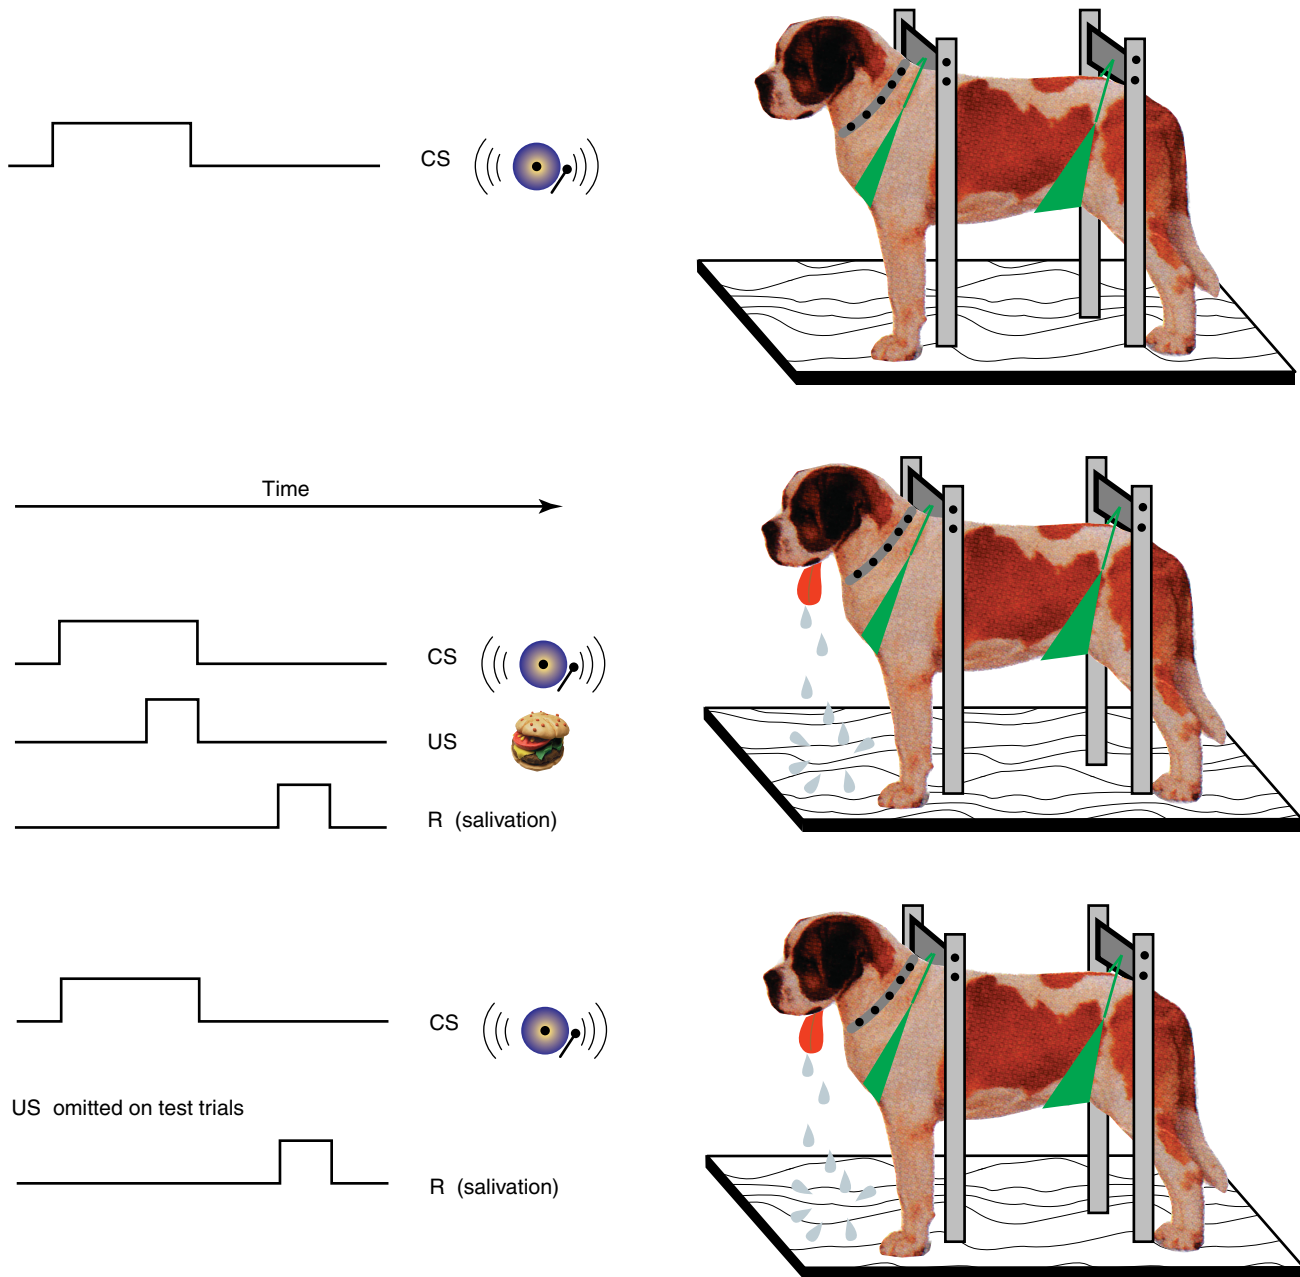 CS
Time
CS
US
R (salivation)
CS
US omitted on test trials
R (salivation)